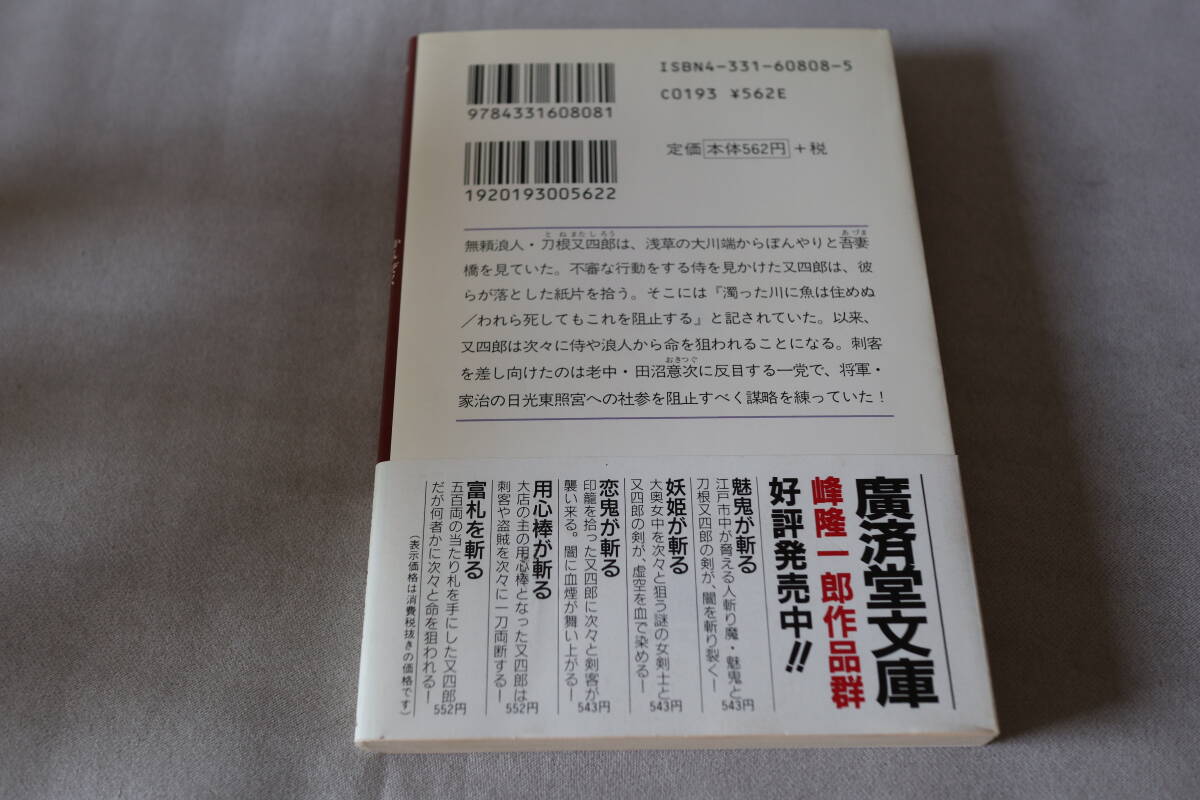 ISBN4-331-60808-5
C0193 ¥562E
9784331608081
定価 本体562円 +税
1920193005622
無頼浪人・刀根又四郎は、浅草の大川端からぼんやりと吾妻
とねまたしろう
あづま
橋を見ていた。不審な行動をする侍を見かけた又四郎は、彼
らが落とした紙片を拾う。そこには『濁った川に魚は住めぬ
/われら死してもこれを阻止する』と記されていた。以来、
又四郎は次々に侍や浪人から命を狙われることになる。刺客
を差し向けたのは老中・田沼意次に反目する一党で、将軍・
おきつぐ
家治の日光東照宮への社参を阻止すべく謀略を練っていた!
廣済堂文庫
峰隆一郎作品群
好評発売中!!
魅鬼が斬る
江戸市中が脅える人斬り魔・魅鬼と
刀根又四郎の剣が、闇を斬り裂くー
543円
妖姫が斬る
大奥女中を次々と狙う謎の女剣士と
又四郎の剣が、虚空を血で染めるー
543円
恋鬼が斬る
印籠を拾った又四郎に次々と剣客が
襲い来る。闇に血煙が舞い上がるー
543円
用心棒が斬る
大店の主の用心棒となった又四郎は
刺客や盗賊を次々に一刀両断するー
552円
富札を斬る
五百両の当たり札を手にした又四郎
だが何者かに次々と命を狙われるー
552円
(表示価格は消費税抜きの価格です)